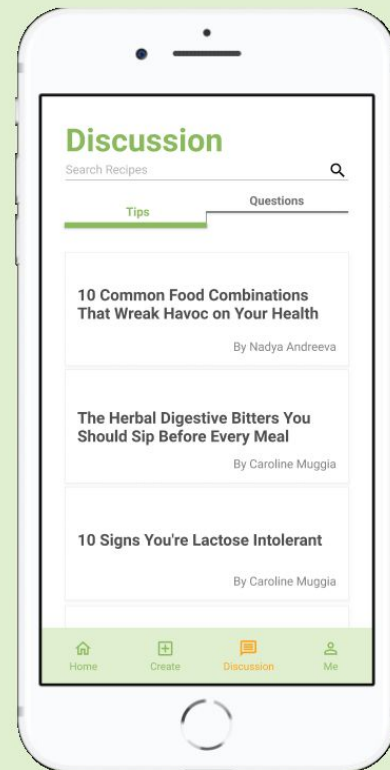 Discussion
Search Recipes
Tips
Questions
10 Common Food Combinations
That Wreak Havoc on Your Health
By Nadya Andreeva
The Herbal Digestive Bitters You
Should Sip Before Every Meal
By Caroline Muggia
10 Signs You're Lactose Intolerant
By Caroline Muggia
Home
Create
Discussion
Me